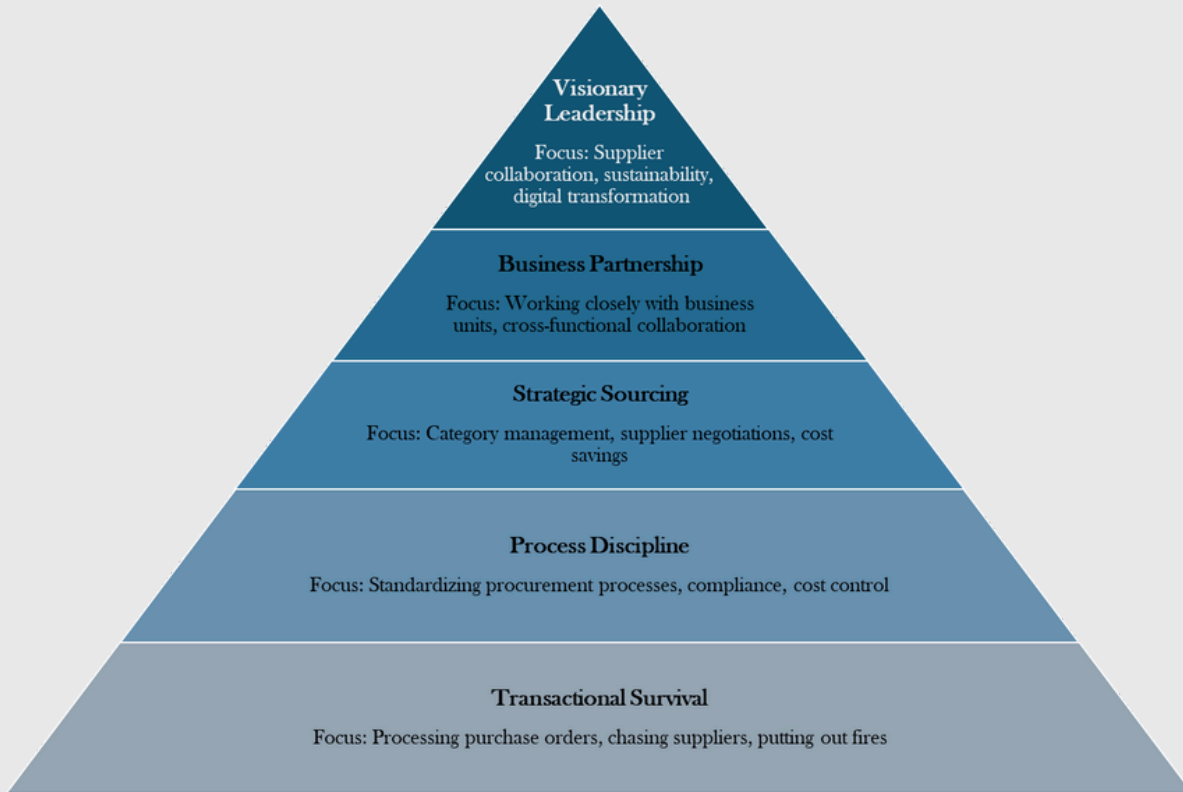 Visionary
Leadership
Focus: Supplier
collaboration, sustainability,
digital transformation
Business Partnership
Focus: Working closely with business
units, cross-functional collaboration
Strategic Sourcing
Focus: Category management, supplier negotiations, cost
savings
Process Discipline
Focus: Standardizing procurement processes, compliance, cost control
Transactional Survival
Focus: Processing purchase orders, chasing suppliers, putting out fires